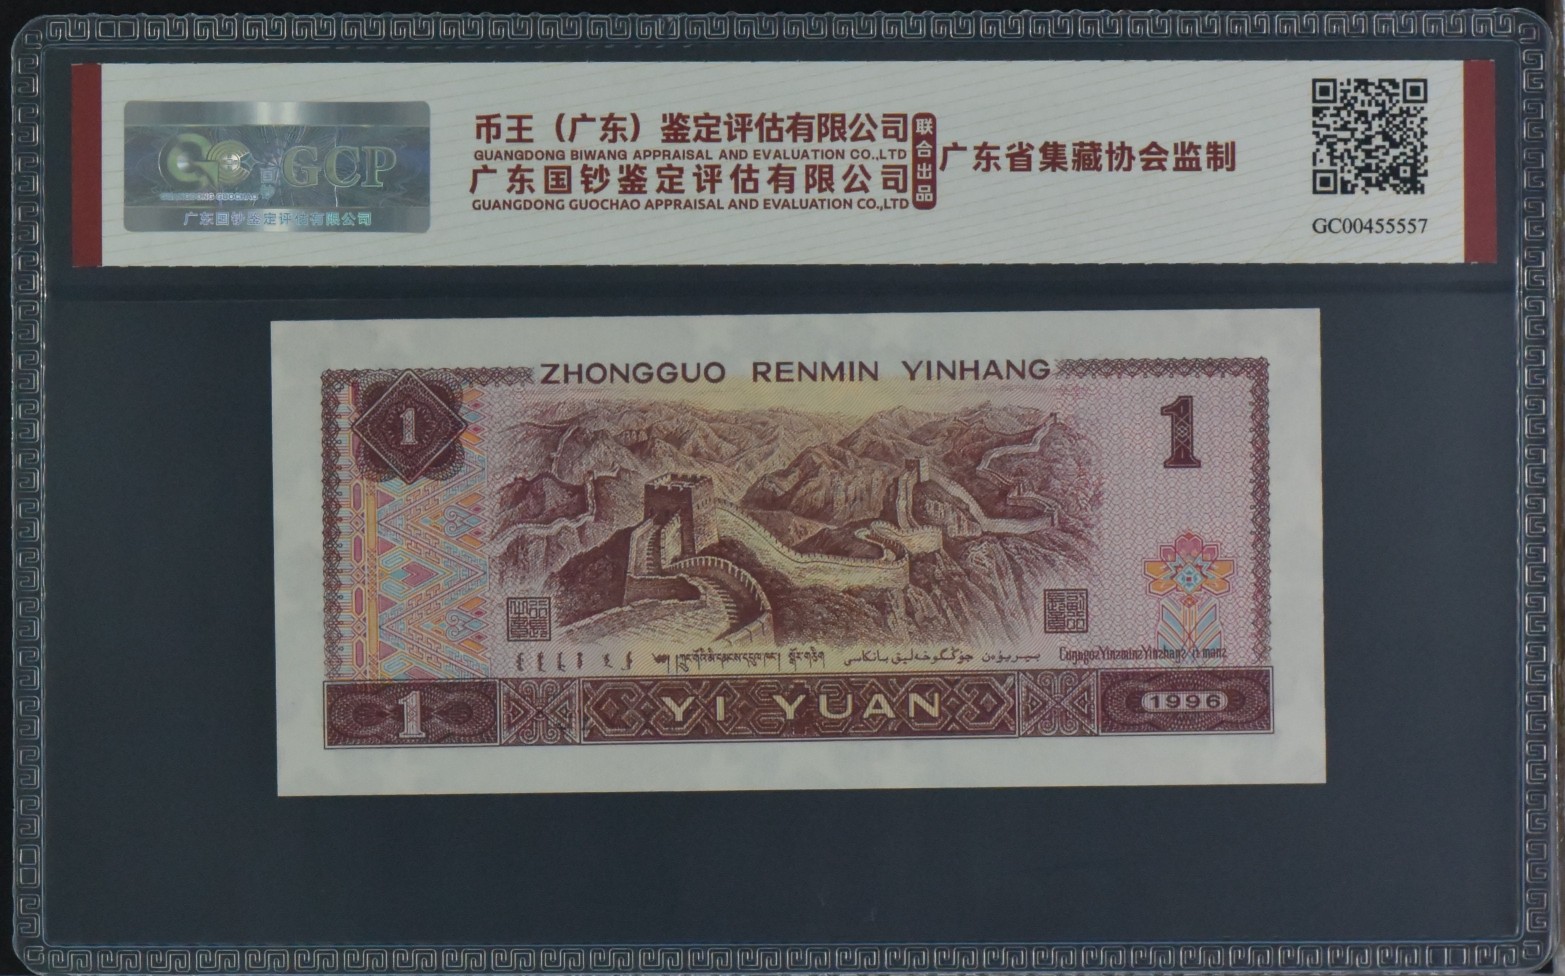 GCP
广东国钞鉴定评估有限公司
币王（广东）鉴定评估有限公司
GUANGDONG BIWANG APPRAISAL AND EVALUATION CO.,LTD
广东国钞鉴定评估有限公司
GUANGDONG GUOCHAO APPRAISAL AND EVALUATION CO.,LTD
联合出品
广东省集藏协会监制
GC00455557
ZHONGGUO RENMIN YINHANG
1
1
1
YI YUAN
1996